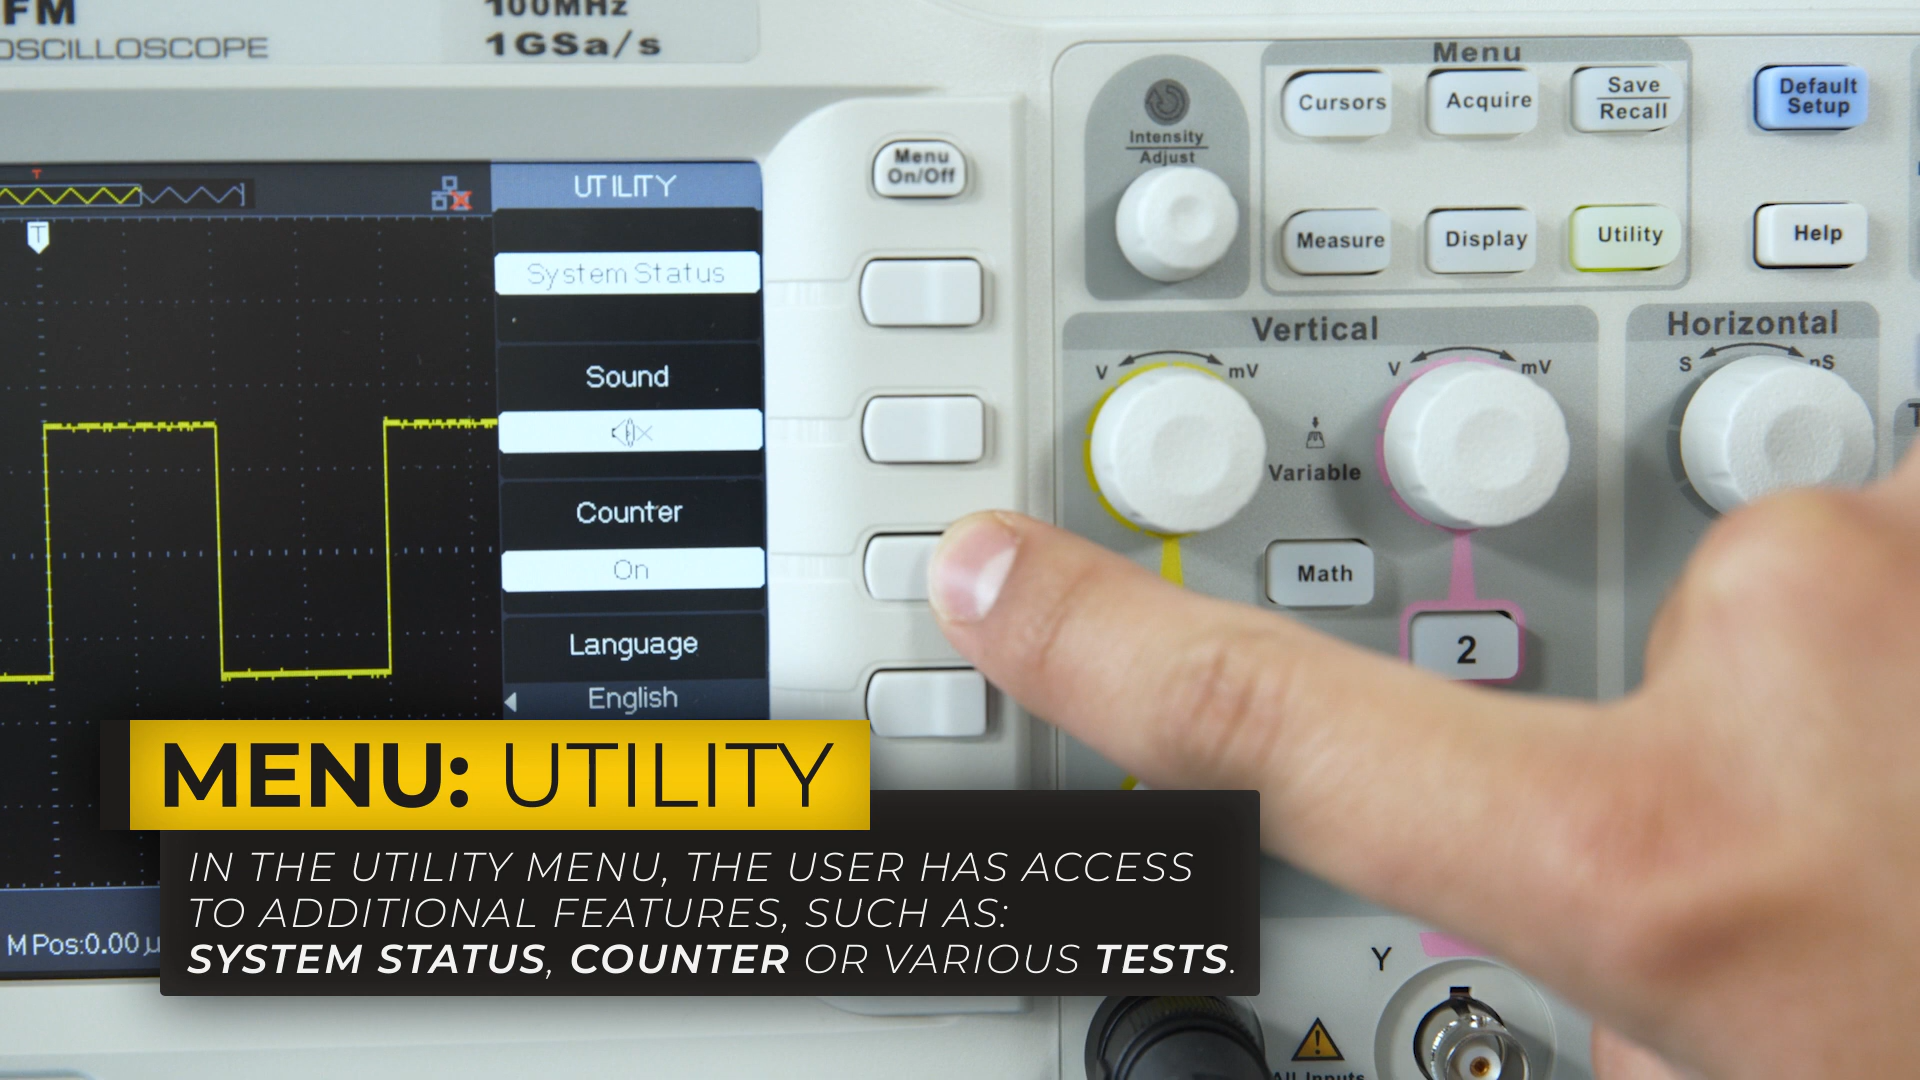 FM
OSCILLOSCOPE
100MHz
1GSa/s
Menu
On/Off
Intensity
Adjust
Menu
Cursors
Acquire
Save
Recall
Default
Setup
Measure
Display
Utility
Help
T
T
UTILITY
System Status
Sound
Counter
On
Language
English
M Pos:0.00μ
Vertical
V
mV
V
mV
Variable
Math
2
Horizontal
S
nS
Y
All Inputs
MENU: UTILITY
IN THE UTILITY MENU, THE USER HAS ACCESS
TO ADDITIONAL FEATURES, SUCH AS:
SYSTEM STATUS, COUNTER OR VARIOUS TESTS.